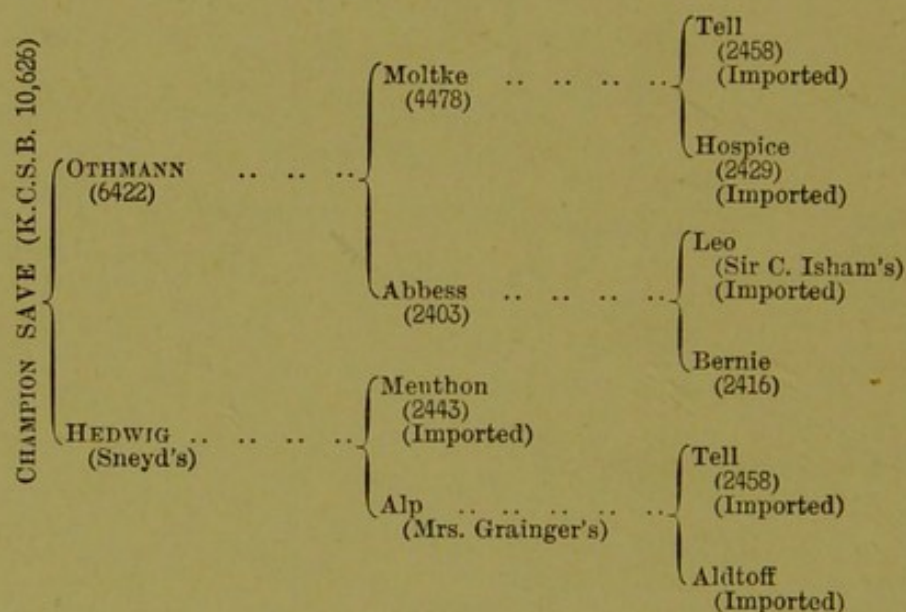 CHAMPION SAVE (K.C.S.B. 10,626)
OTHMANN .. .. ..
(6422)
Moltke .. .. .. ..
(4478)
Tell
(2458)
(Imported)
Hospice
(2429)
(Imported)
Abbess .. .. .. ..
(2403)
Leo
(Sir C. Isham's)
(Imported)
Bernie
(2416)
HEDWIG .. .. .. ..
(Sneyd's)
Menthon
(2443)
(Imported)
Alp .. .. .. .. ..
(Mrs. Grainger's)
Tell
(2458)
(Imported)
Aldtoff
(Imported)